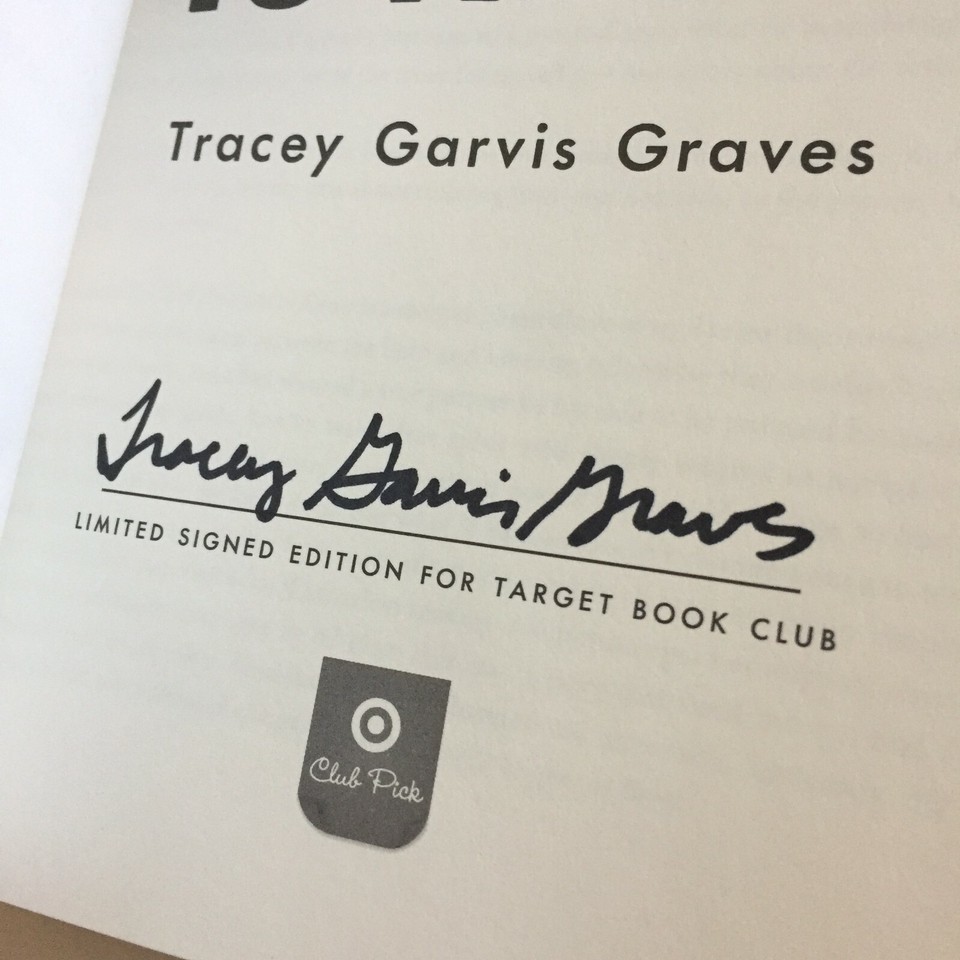 Tracey Garvis Graves
Tracey Garvis Graves
LIMITED SIGNED EDITION FOR TARGET BOOK CLUB
Club Pick